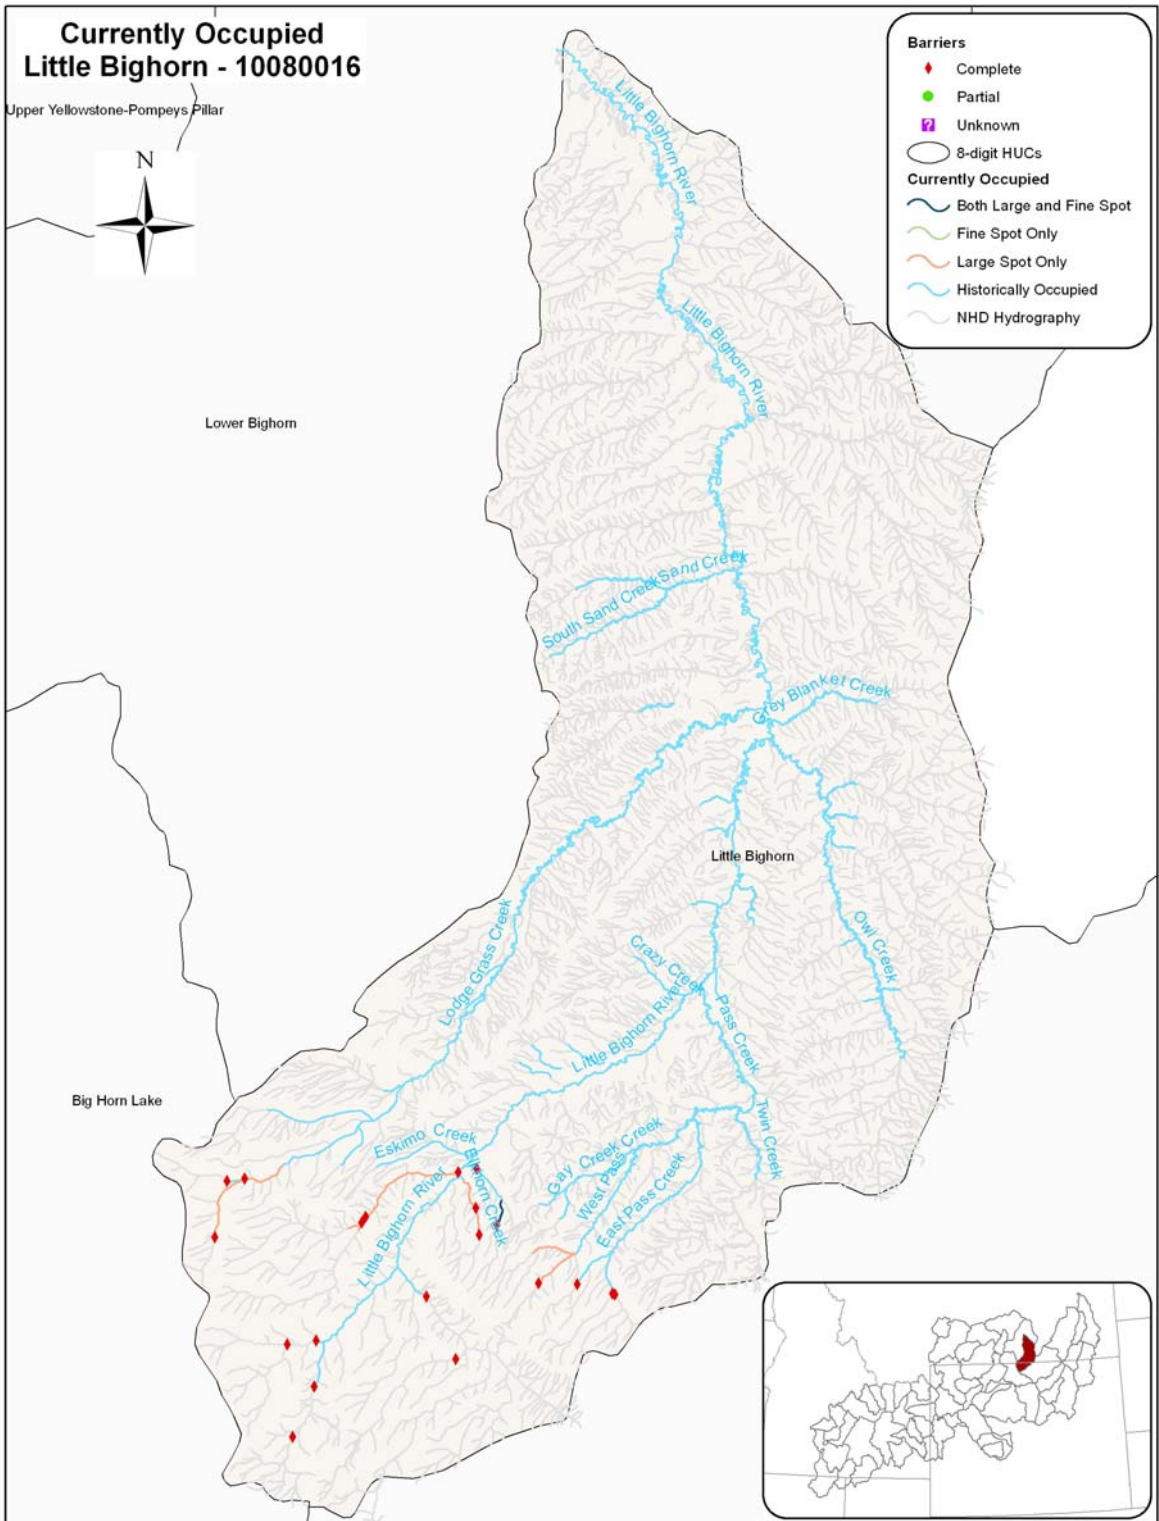 Currently Occupied
Little Bighorn - 10080016
Upper Yellowstone-Pompeys Pillar
N
Barriers
Complete
Partial
?
Unknown
8-digit HUCs
Currently Occupied
Both Large and Fine Spot
Fine Spot Only
Large Spot Only
Historically Occupied
NHD Hydrography
Little Bighorn River
Little Bighorn River
Lower Bighorn
Sand Creek
South Sand Creek
Grey Blanket Creek
Little Bighorn
Owl Creek
Lodge Grass Creek
Crazy Creek
Little Bighorn River
Pass Creek
Big Horn Lake
Twin Creek
Eskimo Creek
Gay Creek Creek
West Pass
East Pass Creek
Elkhorn Creek
Little Bighorn River